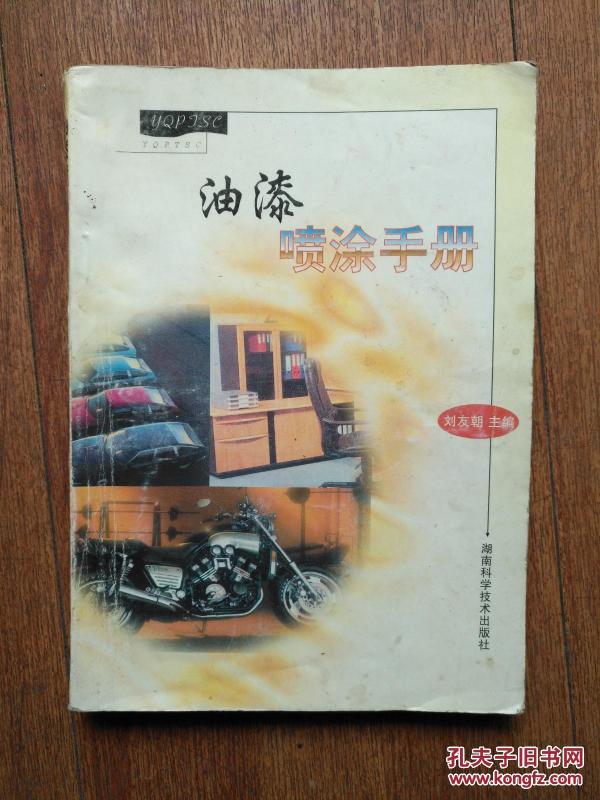 YQPTSC
YQPTSC
油漆
喷涂手册
刘友朝 主编
湖南科学技术出版社
孔夫子旧书网
www.kongfz.com